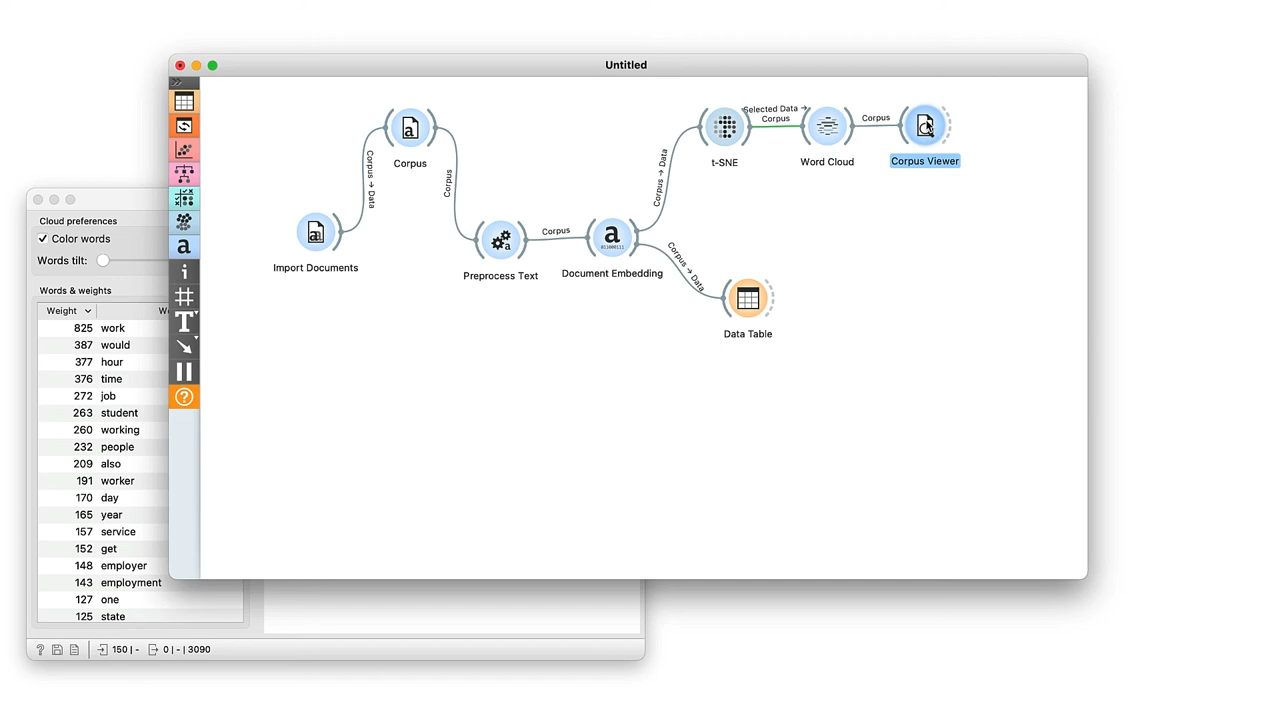 Untitled
Selected Data →
Corpus
Corpus
Corpus → Data
Corpus
Corpus → Data
t-SNE
Word Cloud
Corpus Viewer
Corpus
Import Documents
Corpus
Preprocess Text
Document Embedding
Corpus → Data
Data Table
a
i
T
?
Cloud preferences
Color words
Words tilt:
Words & weights
Weight
825 work
387 would
377 hour
376 time
272 job
263 student
260 working
232 people
209 also
191 worker
170 day
165 year
157 service
152 get
148 employer
143 employment
127 one
125 state
? 150 | - 0 | - | 3090